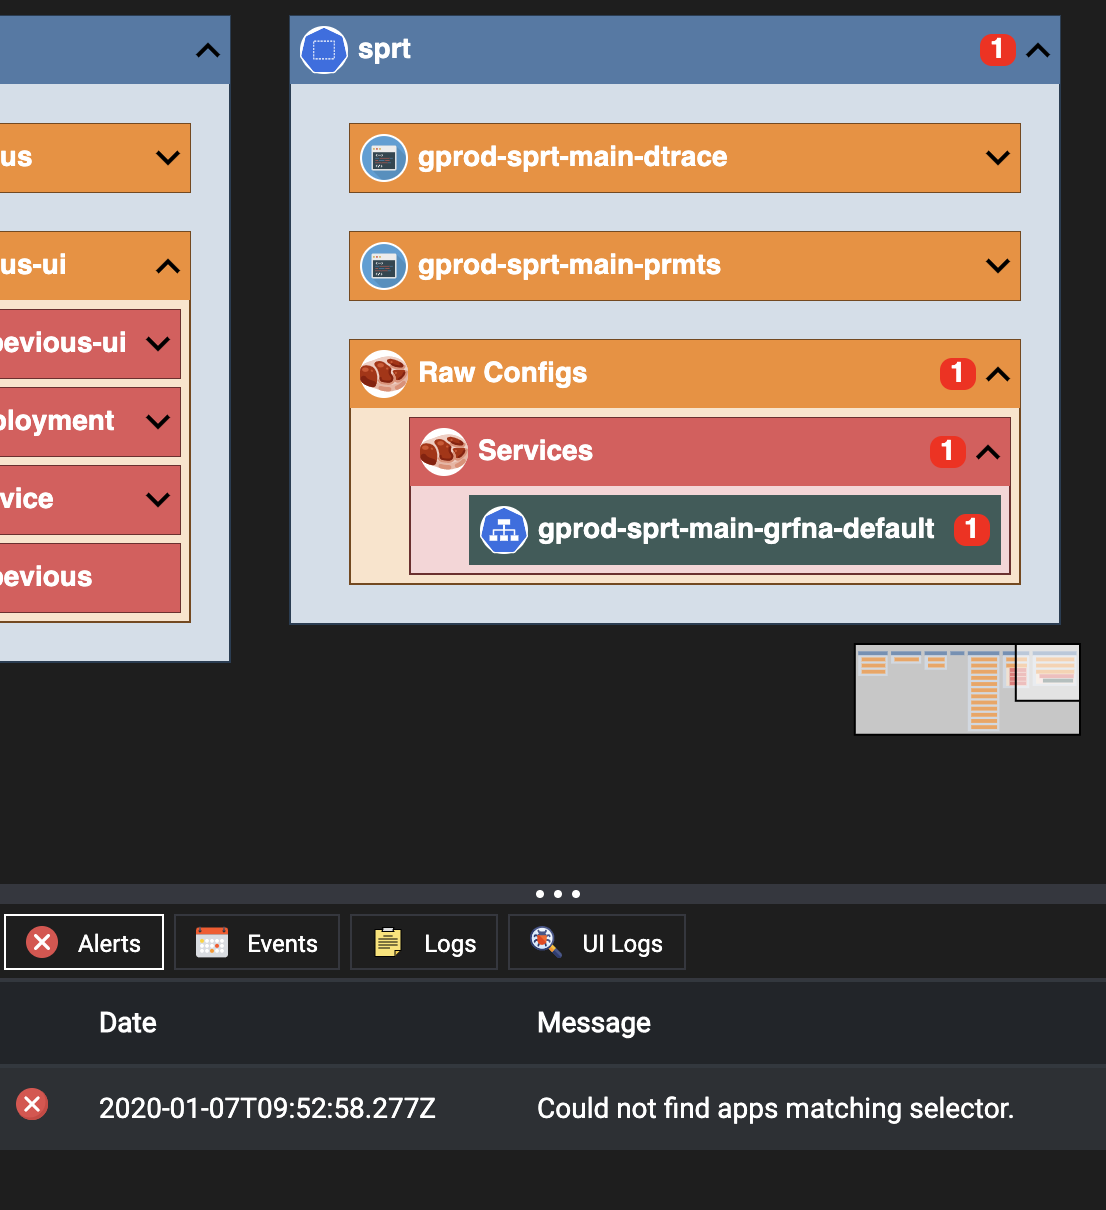 sprt
1
us
gprod-sprt-main-dtrace
us-ui
gprod-sprt-main-prmts
evious-ui
Raw Configs
1
loyment
Services
1
vice
gprod-sprt-main-grfna-default
1
evious
Alerts
Events
Logs
UI Logs
Date
Message
2020-01-07T09:52:58.277Z
Could not find apps matching selector.